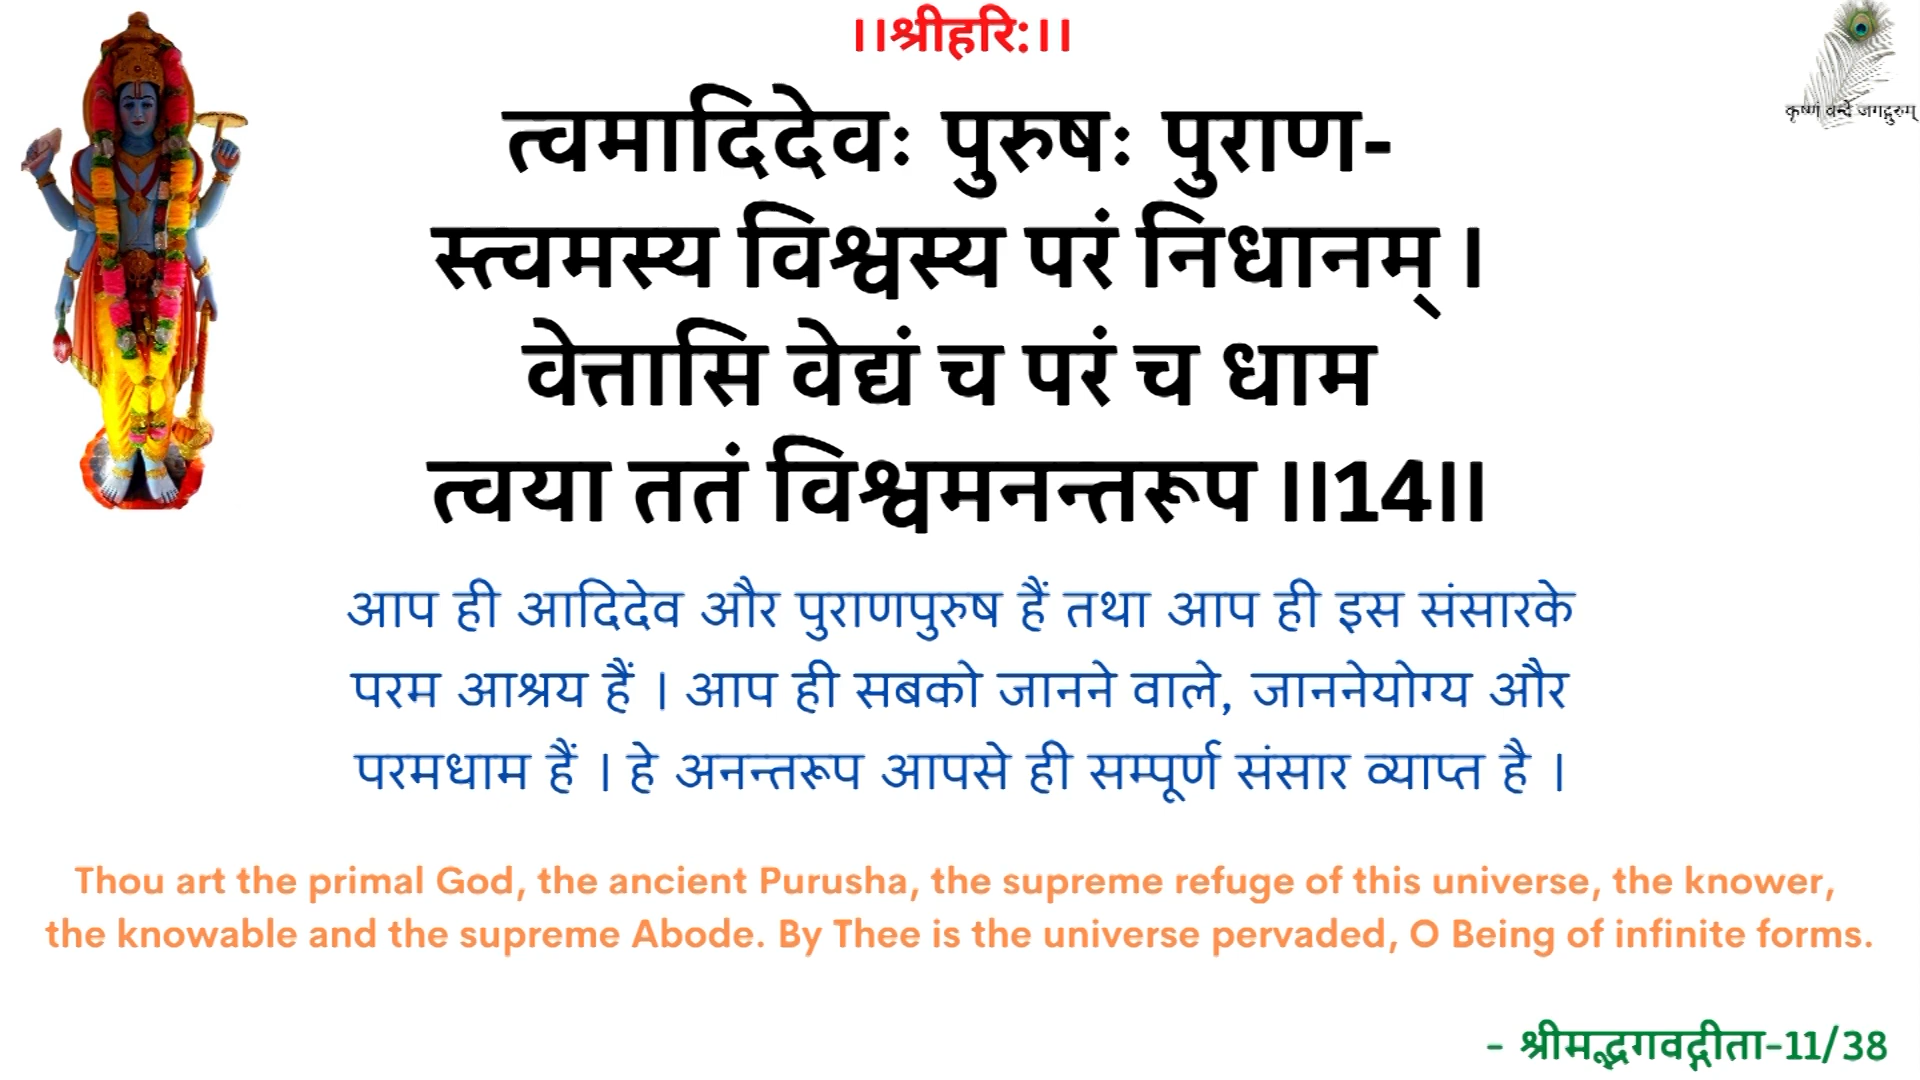 ।।श्रीहरि:।।
कृष्णं वन्दे जगद्गुरुम्
त्वमादिदेवः पुरुषः पुराण-
स्त्वमस्य विश्वस्य परं निधानम् ।
वेत्तासि वेद्यं च परं च धाम
त्वया ततं विश्वमनन्तरूप ।।14।।
आप ही आदिदेव और पुराणपुरुष हैं तथा आप ही इस संसारके
परम आश्रय हैं । आप ही सबको जानने वाले, जाननेयोग्य और
परमधाम हैं । हे अनन्तरूप आपसे ही सम्पूर्ण संसार व्याप्त है ।
Thou art the primal God, the ancient Purusha, the supreme refuge of this universe, the knower,
the knowable and the supreme Abode. By Thee is the universe pervaded, O Being of infinite forms.
- श्रीमद्भगवद्गीता-11/38